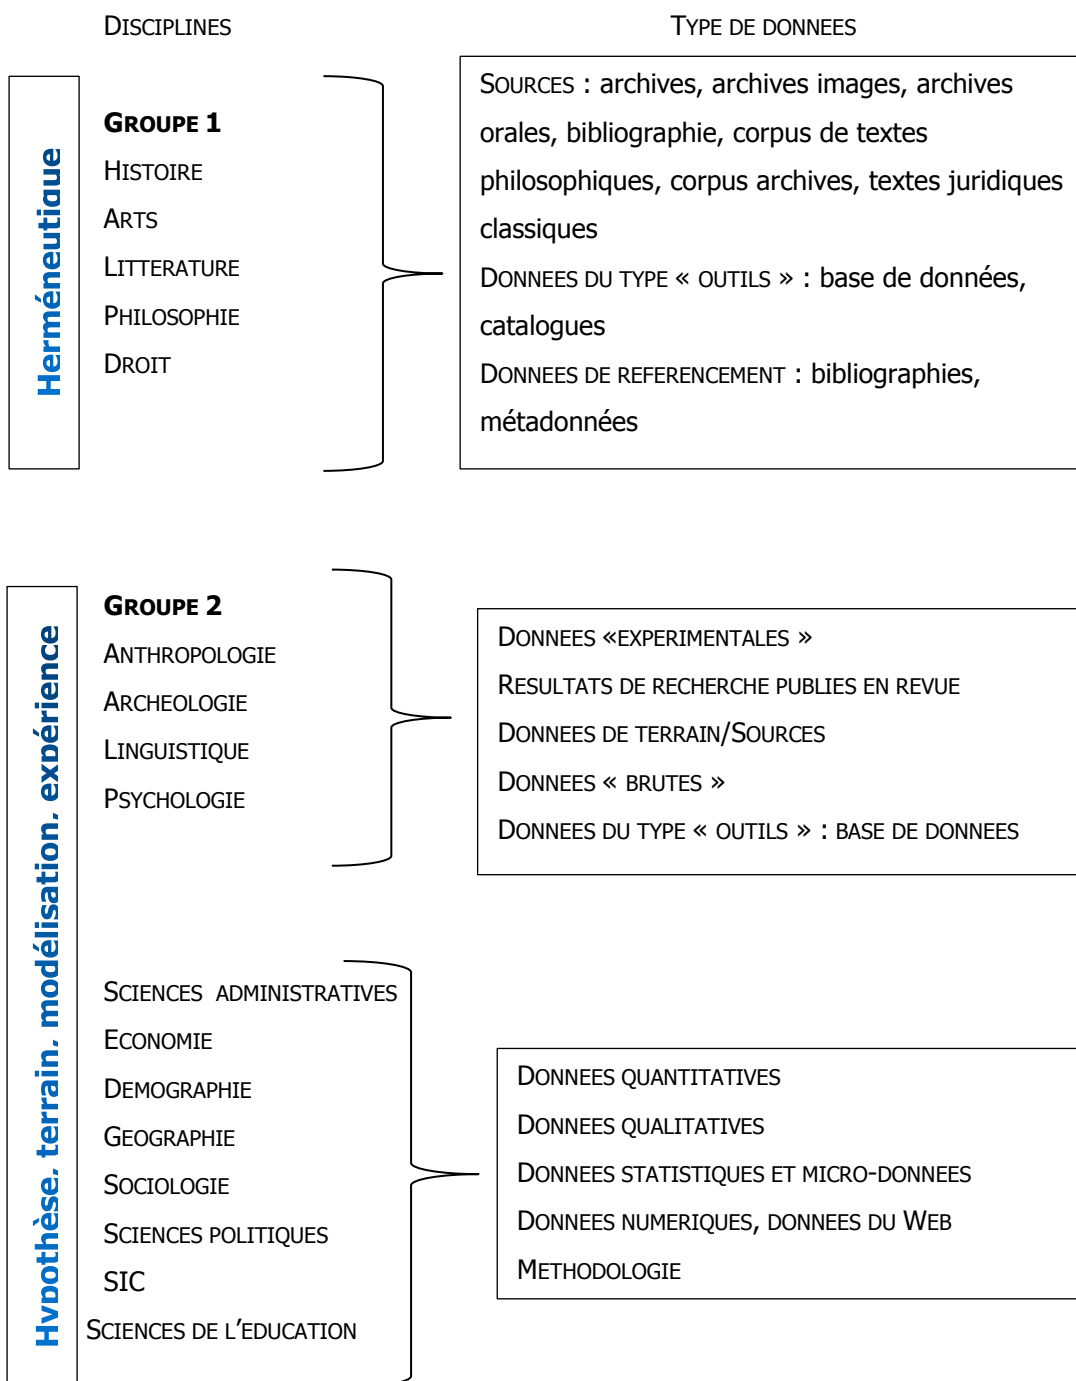 DISCIPLINES
TYPE DE DONNEES
Herméneutique
GROUPE 1
HISTOIRE
ARTS
LITTERATURE
PHILOSOPHIE
DROIT
SOURCES : archives, archives images, archives
orales, bibliographie, corpus de textes
philosophiques, corpus archives, textes juridiques
classiques
DONNEES DU TYPE « OUTILS » : base de données,
catalogues
DONNEES DE REFERENCEMENT : bibliographies,
métadonnées
Hypothèse, terrain, modélisation, expérience
GROUPE 2
ANTHROPOLOGIE
ARCHEOLOGIE
LINGUISTIQUE
PSYCHOLOGIE
DONNEES «EXPERIMENTALES »
RESULTATS DE RECHERCHE PUBLIES EN REVUE
DONNEES DE TERRAIN/SOURCES
DONNEES « BRUTES »
DONNEES DU TYPE « OUTILS » : BASE DE DONNEES
SCIENCES ADMINISTRATIVES
ECONOMIE
DEMOGRAPHIE
GEOGRAPHIE
SOCIOLOGIE
SCIENCES POLITIQUES
SIC
SCIENCES DE L'EDUCATION
DONNEES QUANTITATIVES
DONNEES QUALITATIVES
DONNEES STATISTIQUES ET MICRO-DONNEES
DONNEES NUMERIQUES, DONNEES DU WEB
METHODOLOGIE